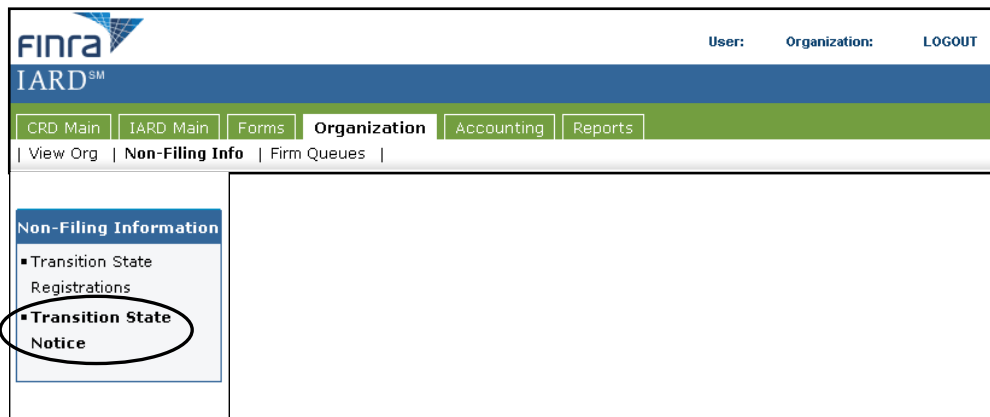 FINra
User: Organization: LOGOUT
IARD℠
CRD Main IARD Main Forms Organization Accounting Reports
| View Org | Non-Filing Info | Firm Queues |
Non-Filing Information
▪Transition State
Registrations
▪Transition State
Notice